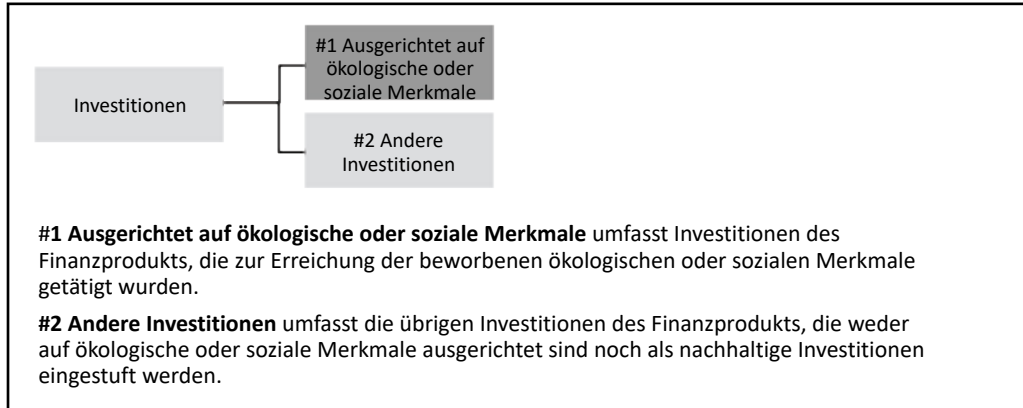 #1 Ausgerichtet auf
ökologische oder
soziale Merkmale
Investitionen
#2 Andere
Investitionen
#1 Ausgerichtet auf ökologische oder soziale Merkmale umfasst Investitionen des
Finanzprodukts, die zur Erreichung der beworbenen ökologischen oder sozialen Merkmale
getätigt wurden.
#2 Andere Investitionen umfasst die übrigen Investitionen des Finanzprodukts, die weder
auf ökologische oder soziale Merkmale ausgerichtet sind noch als nachhaltige Investitionen
eingestuft werden.